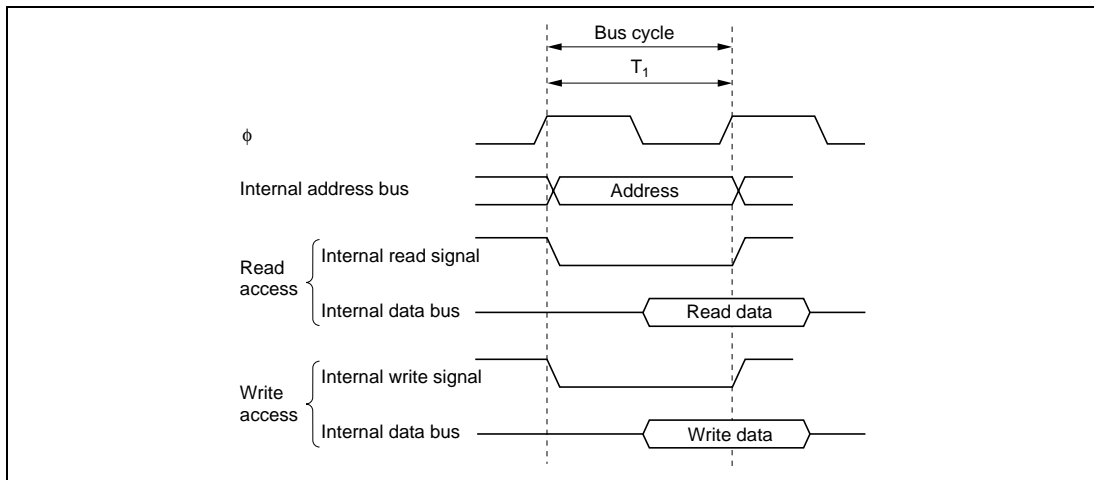 Bus cycle
T₁
ϕ
Internal address bus
Address
Read access
Internal read signal
Internal data bus
Read data
Write access
Internal write signal
Internal data bus
Write data